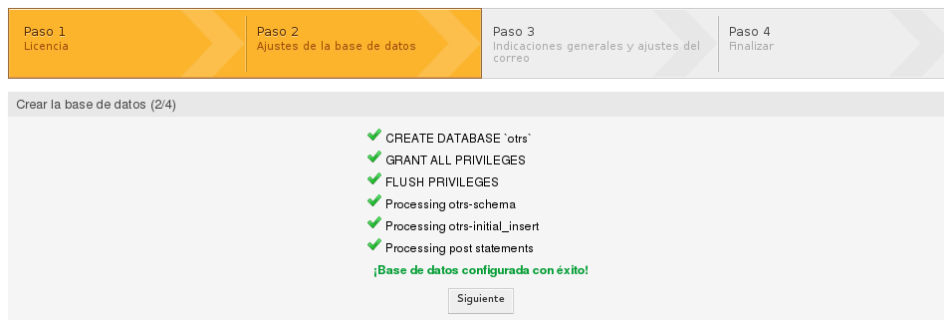 Paso 1
Licencia
Paso 2
Ajustes de la base de datos
Paso 3
Indicaciones generales y ajustes del
correo
Paso 4
Finalizar
Crear la base de datos (2/4)
CREATE DATABASE `otrs`
GRANT ALL PRIVILEGES
FLUSH PRIVILEGES
Processing otrs-schema
Processing otrs-initial_insert
Processing post statements
¡Base de datos configurada con éxito!
Siguiente